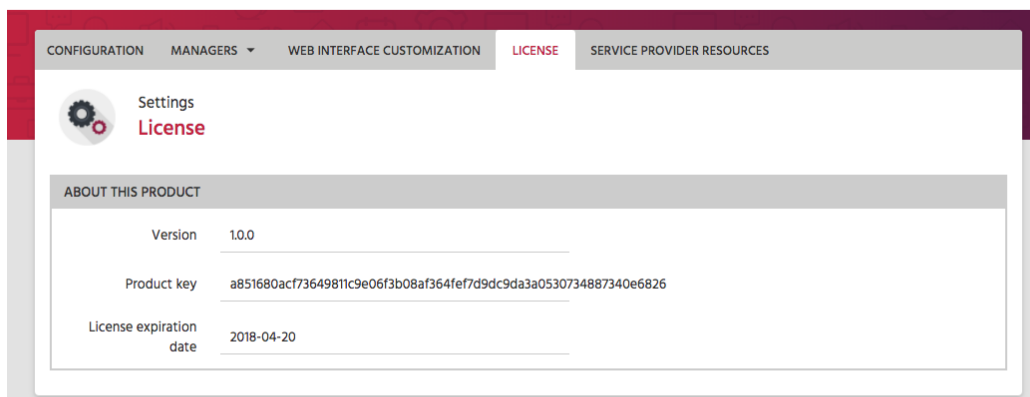 CONFIGURATION MANAGERS WEB INTERFACE CUSTOMIZATION LICENSE SERVICE PROVIDER RESOURCES
Settings
License
ABOUT THIS PRODUCT
Version 1.0.0
Product key a851680acf73649811c9e06f3b08af364fef7d9dc9da3a0530734887340e6826
License expiration
date 2018-04-20